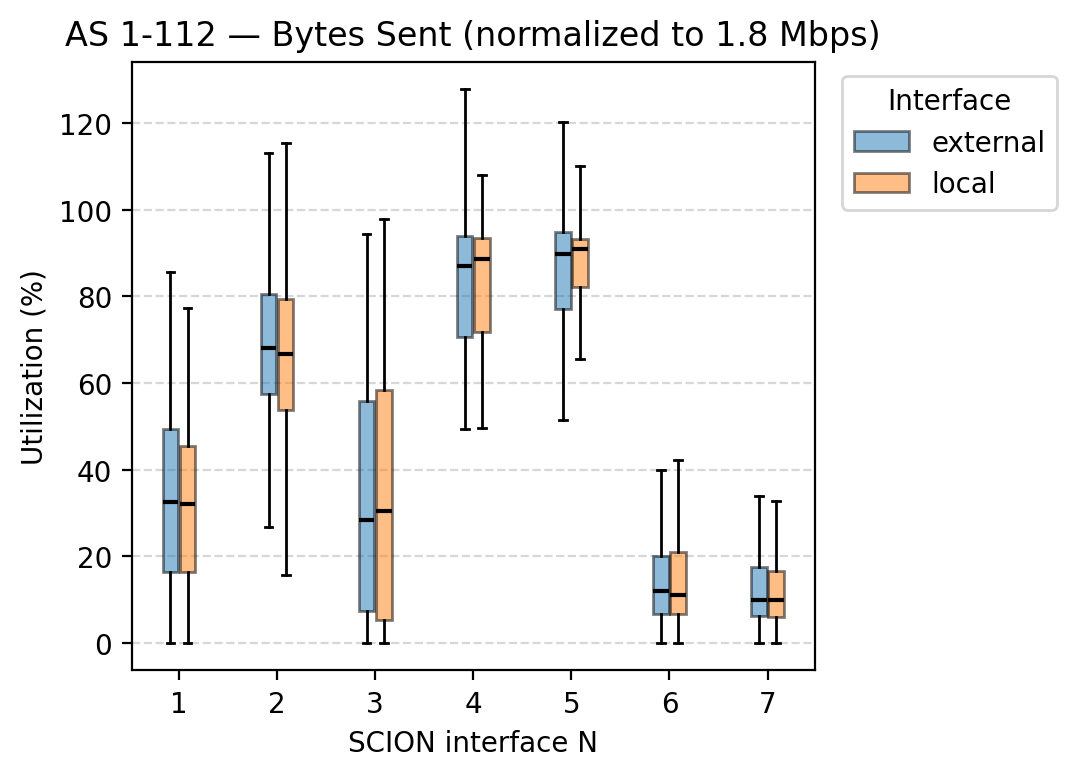 AS 1-112 — Bytes Sent (normalized to 1.8 Mbps)
Utilization (%)
120
100
80
60
40
20
0
1 2 3 4 5 6 7
SCION interface N
Interface
external
local